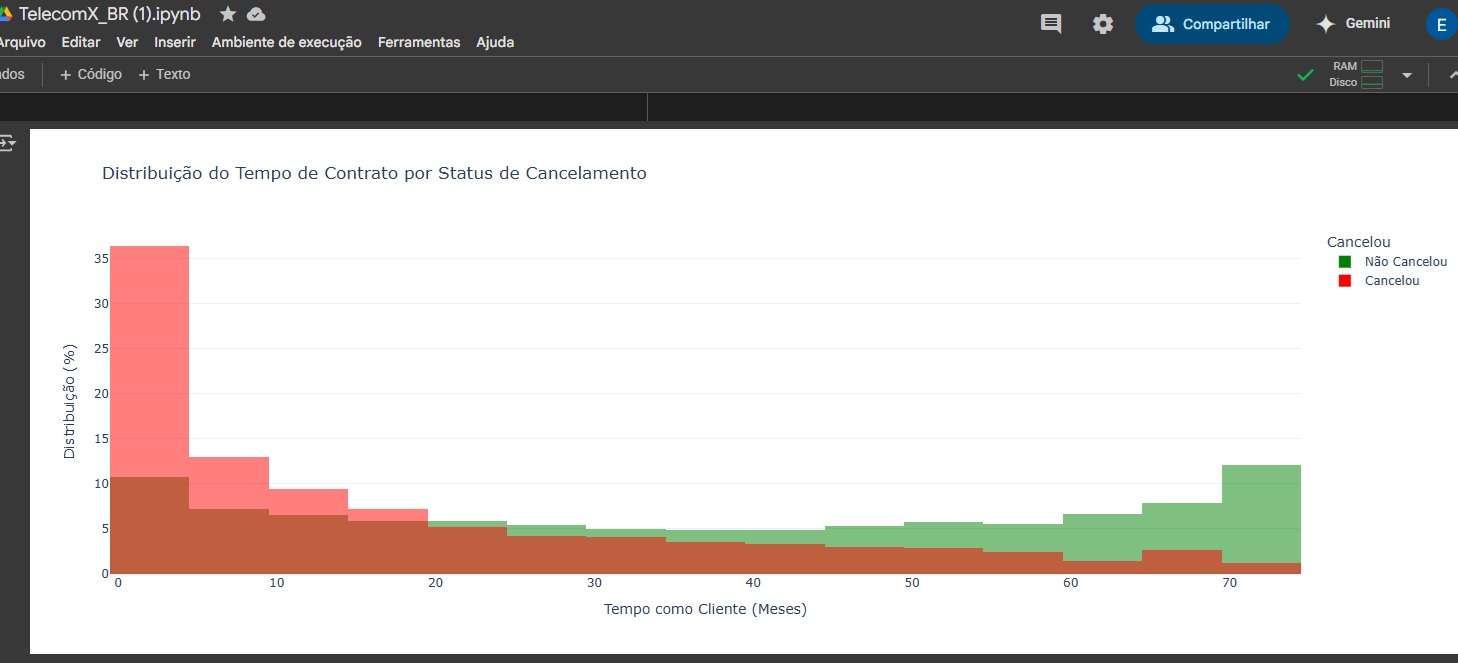 TelecomX_BR (1).ipynb
Arquivo Editar Ver Inserir Ambiente de execução Ferramentas Ajuda
Compartilhar
Gemini
E
dos + Código + Texto
RAM
Disco
Distribuição do Tempo de Contrato por Status de Cancelamento
Cancelou
Não Cancelou
Cancelou
Distribuição (%)
35
30
25
20
15
10
5
0
0 10 20 30 40 50 60 70
Tempo como Cliente (Meses)